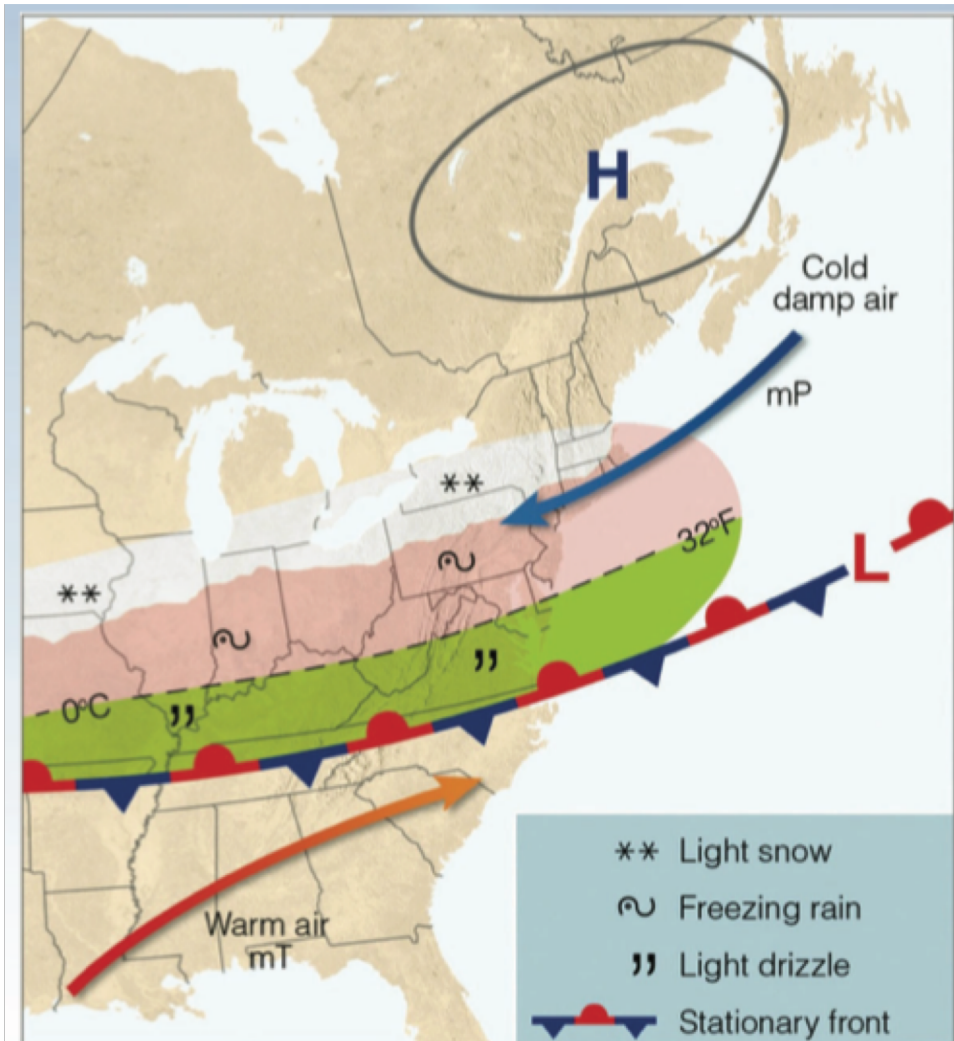 H
Cold
damp air
mP
32°F
L
0°C
Warm air
mT
** Light snow
Freezing rain
,, Light drizzle
Stationary front